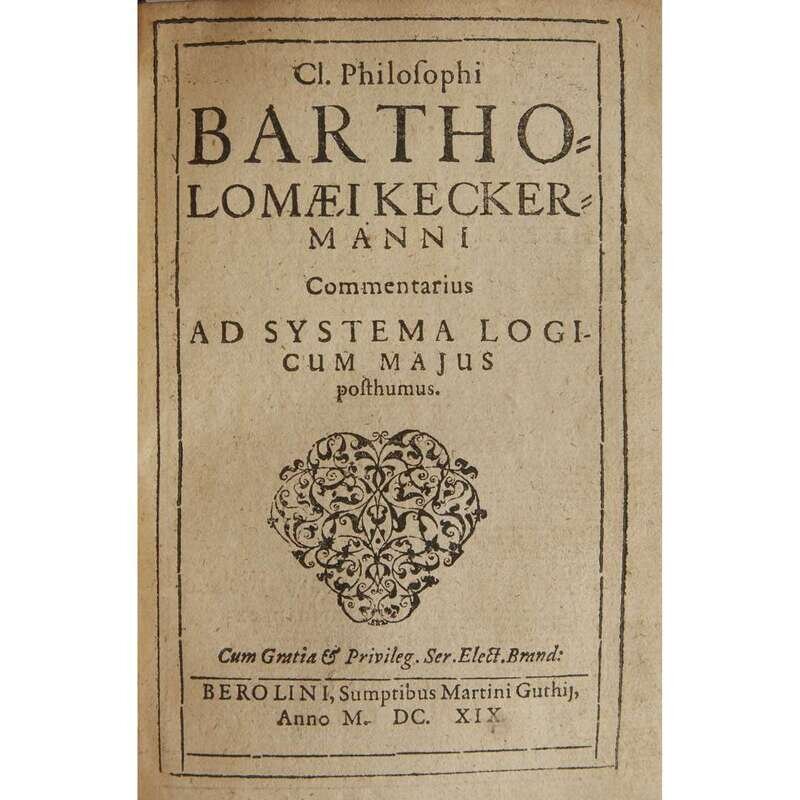 Cl. Philoſophi
BARTHO=
LOMÆI KECKER=
MANNI
Commentarius
AD SYSTEMA LOGI-
CUM MAJUS
poſthumus.
Cum Gratia & Privileg. Ser. Elect. Brand:
BEROLINI, Sumptibus Martini Guthij,
Anno M. DC. XIX